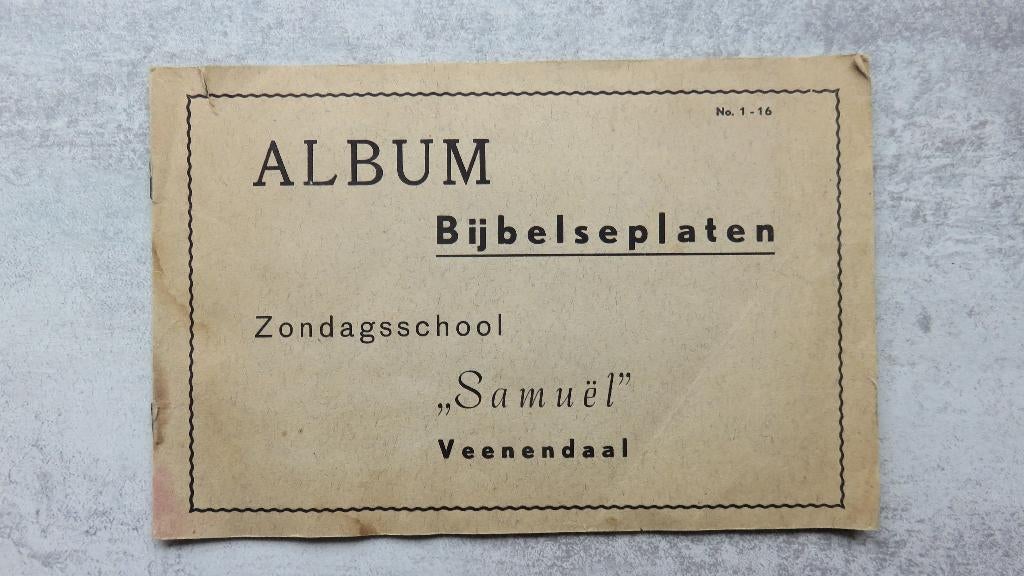 No. 1 - 16
ALBUM
Bijbelseplaten
Zondagsschool
„Samuël”
Veenendaal